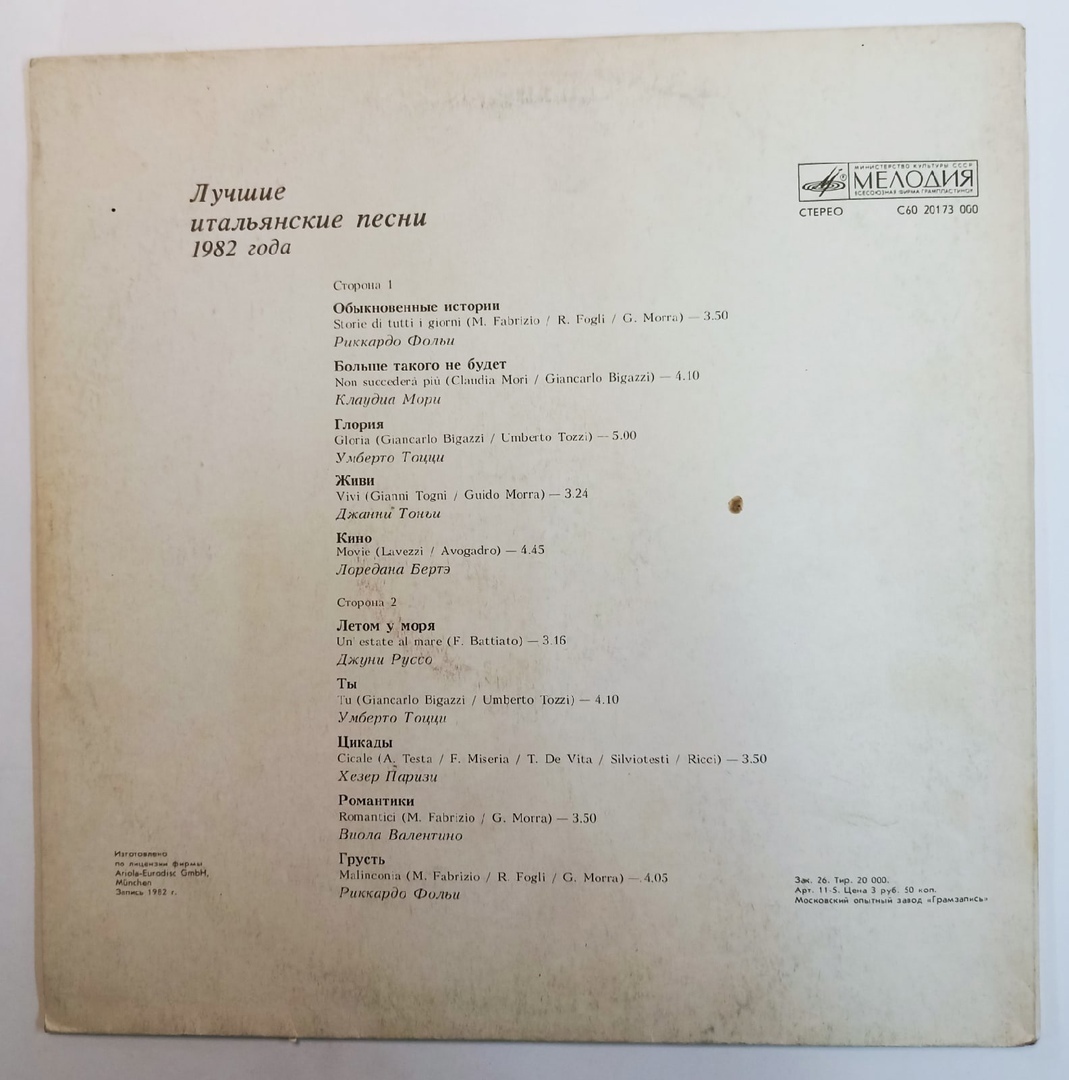 Лучшие
итальянские песни
1982 года
МИНИСТЕРСТВО КУЛЬТУРЫ СССР
МЕЛОДИЯ
ВСЕСОЮЗНАЯ ФИРМА ГРАМПЛАСТИНОК
СТЕРЕО С60 20173 000
Сторона 1
Обыкновенные истории
Storie di tutti i giorni (M. Fabrizio / R. Fogli / G. Morra) — 3.50
Риккардо Фольи
Больше такого не будет
Non succederá più (Claudia Mori / Giancarlo Bigazzi) — 4.10
Клаудиа Мори
Глория
Gloria (Giancarlo Bigazzi / Umberto Tozzi) — 5.00
Умберто Тоцци
Живи
Vivi (Gianni Togni / Guido Morra) — 3.24
Джанни Тоньи
Кино
Movie (Lavezzi / Avogadro) — 4.45
Лоредана Бертэ
Сторона 2
Летом у моря
Un' estate al mare (F. Battiato) — 3.16
Джуни Руссо
Ты
Tu (Giancarlo Bigazzi / Umberto Tozzi) — 4.10
Умберто Тоцци
Цикады
Cicale (A. Testa / F. Miseria / T. De Vita / Silviotesti / Ricci) — 3.50
Хезер Паризи
Романтики
Romantici (M. Fabrizio / G. Morra) — 3.50
Виола Валентино
Грусть
Malinconia (M. Fabrizio / R. Fogli / G. Morra) — 4.05
Риккардо Фольи
Изготовлено
по лицензии фирмы
Ariola-Eurodisc GmbH,
München
Запись 1982 г.
Зак. 26. Тир. 20 000.
Арт. 11-5. Цена 3 руб. 50 коп.
Московский опытный завод «Грамзапись»